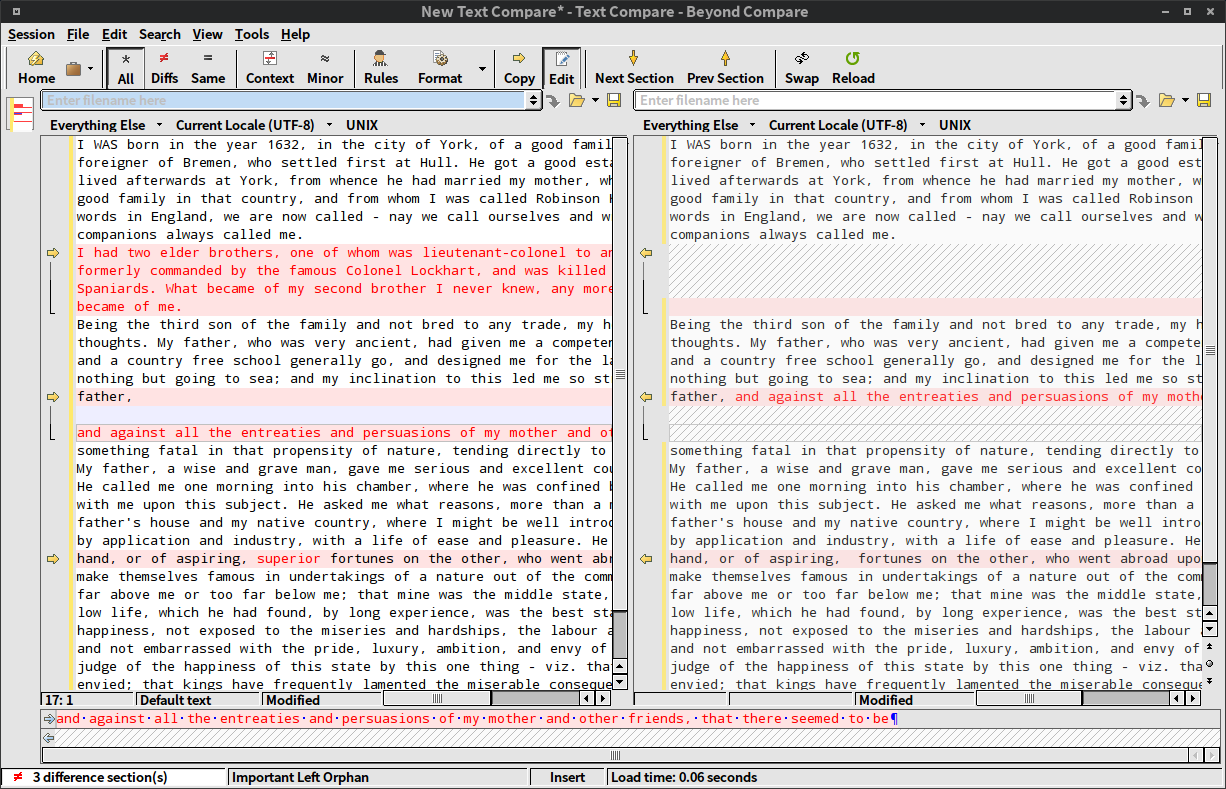 New Text Compare* - Text Compare - Beyond Compare
Session File Edit Search View Tools Help
Home All Diffs Same Context Minor Rules Format Copy Edit Next Section Prev Section Swap Reload
Enter filename here
Enter filename here
Everything Else Current Locale (UTF-8) UNIX
Everything Else Current Locale (UTF-8) UNIX
I WAS born in the year 1632, in the city of York, of a good
foreigner of Bremen, who settled first at Hull. He got a good
lived afterwards at York, from whence he had married my mother,
good family in that country, and from whom I was called Robinson
words in England, we are now called - nay we call ourselves and
companions always called me.
I had two elder brothers, one of whom was lieutenant-colonel to
formerly commanded by the famous Colonel Lockhart, and was killed
Spaniards. What became of my second brother I never knew, any more
became of me.
Being the third son of the family and not bred to any trade, my
thoughts. My father, who was very ancient, had given me a
and a country free school generally go, and designed me for the
nothing but going to sea; and my inclination to this led me so
father,
and against all the entreaties and persuasions of my mother and
something fatal in that propensity of nature, tending directly to
My father, a wise and grave man, gave me serious and excellent
He called me one morning into his chamber, where he was confined
with me upon this subject. He asked me what reasons, more than a
father's house and my native country, where I might be well
by application and industry, with a life of ease and pleasure. He
hand, or of aspiring, superior fortunes on the other, who went
make themselves famous in undertakings of a nature out of the
far above me or too far below me; that mine was the middle state,
low life, which he had found, by long experience, was the best
happiness, not exposed to the miseries and hardships, the labour
and not embarrassed with the pride, luxury, ambition, and envy of
judge of the happiness of this state by this one thing - viz.
envied; that kings have frequently lamented the miserable
I WAS born in the year 1632, in the city of York, of a good
foreigner of Bremen, who settled first at Hull. He got a good
lived afterwards at York, from whence he had married my mother,
good family in that country, and from whom I was called Robinson
words in England, we are now called - nay we call ourselves and
companions always called me.
Being the third son of the family and not bred to any trade, my
thoughts. My father, who was very ancient, had given me a
and a country free school generally go, and designed me for the
nothing but going to sea; and my inclination to this led me so
father, and against all the entreaties and persuasions of my
something fatal in that propensity of nature, tending directly to
My father, a wise and grave man, gave me serious and excellent
He called me one morning into his chamber, where he was confined
with me upon this subject. He asked me what reasons, more than a
father's house and my native country, where I might be well
by application and industry, with a life of ease and pleasure. He
hand, or of aspiring, fortunes on the other, who went abroad
make themselves famous in undertakings of a nature out of the
far above me or too far below me; that mine was the middle state,
low life, which he had found, by long experience, was the best
happiness, not exposed to the miseries and hardships, the labour
and not embarrassed with the pride, luxury, ambition, and envy of
judge of the happiness of this state by this one thing - viz.
envied; that kings have frequently lamented the miserable
17: 1 Default text Modified
Modified
and·against·all·the·entreaties·and·persuasions·of·my·mother·and·other·friends,·that·there·seemed·to·be¶
3 difference section(s) Important Left Orphan Insert Load time: 0.06 seconds